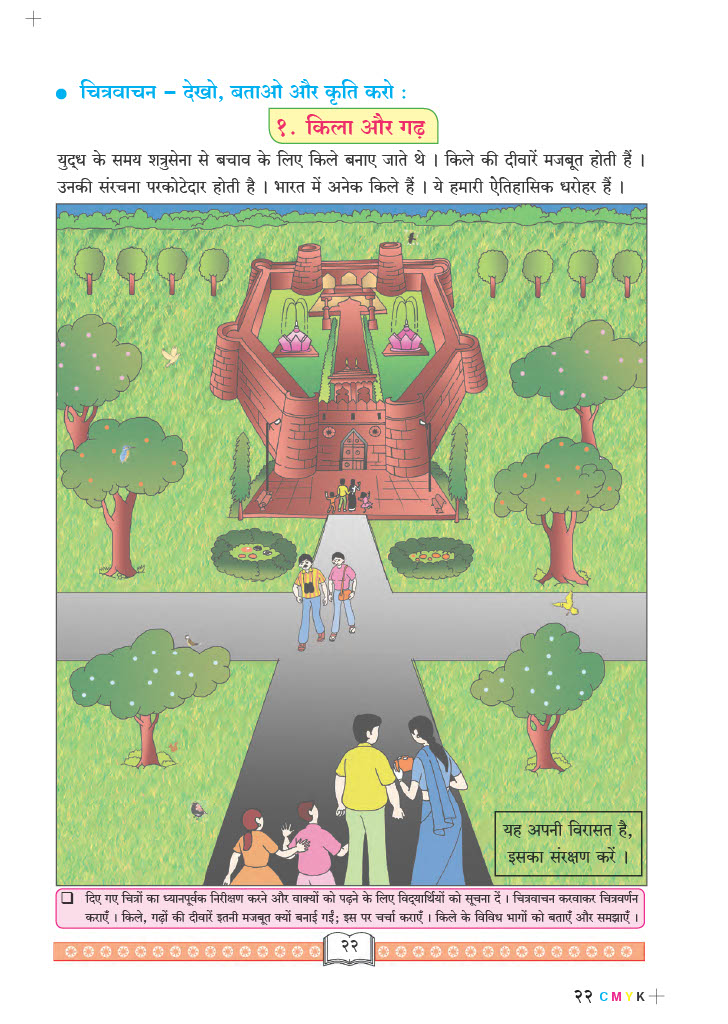 ● चित्रवाचन – देखो, बताओ और कृति करो :
१. किला और गढ़
युद्ध के समय शत्रुसेना से बचाव के लिए किले बनाए जाते थे । किले की दीवारें मजबूत होती हैं ।
उनकी संरचना परकोटेदार होती है । भारत में अनेक किले हैं । ये हमारी ऐतिहासिक धरोहर हैं ।
यह अपनी विरासत है,
इसका संरक्षण करें ।
❑ दिए गए चित्रों का ध्यानपूर्वक निरीक्षण करने और वाक्यों को पढ़ने के लिए विद्यार्थियों को सूचना दें । चित्रवाचन करवाकर चित्रवर्णन
कराएँ । किले, गढ़ों की दीवारें इतनी मजबूत क्यों बनाई गईं; इस पर चर्चा कराएँ । किले के विविध भागों को बताएँ और समझाएँ ।
२२
२२ C M Y K